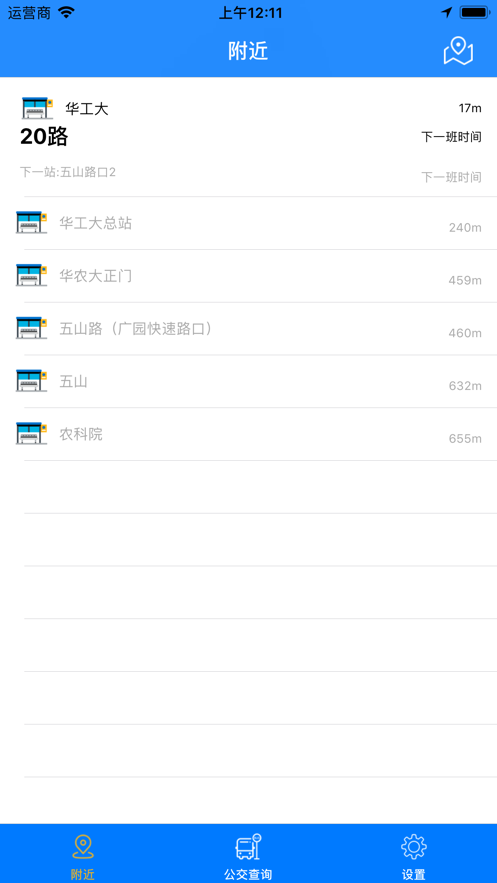 运营商 上午12:11
附近
华工大 17m
20路 下一班时间
下一站:五山路口2 下一班时间
华工大总站 240m
华农大正门 459m
五山路（广园快速路口） 460m
五山 632m
农科院 655m
附近 公交查询 设置